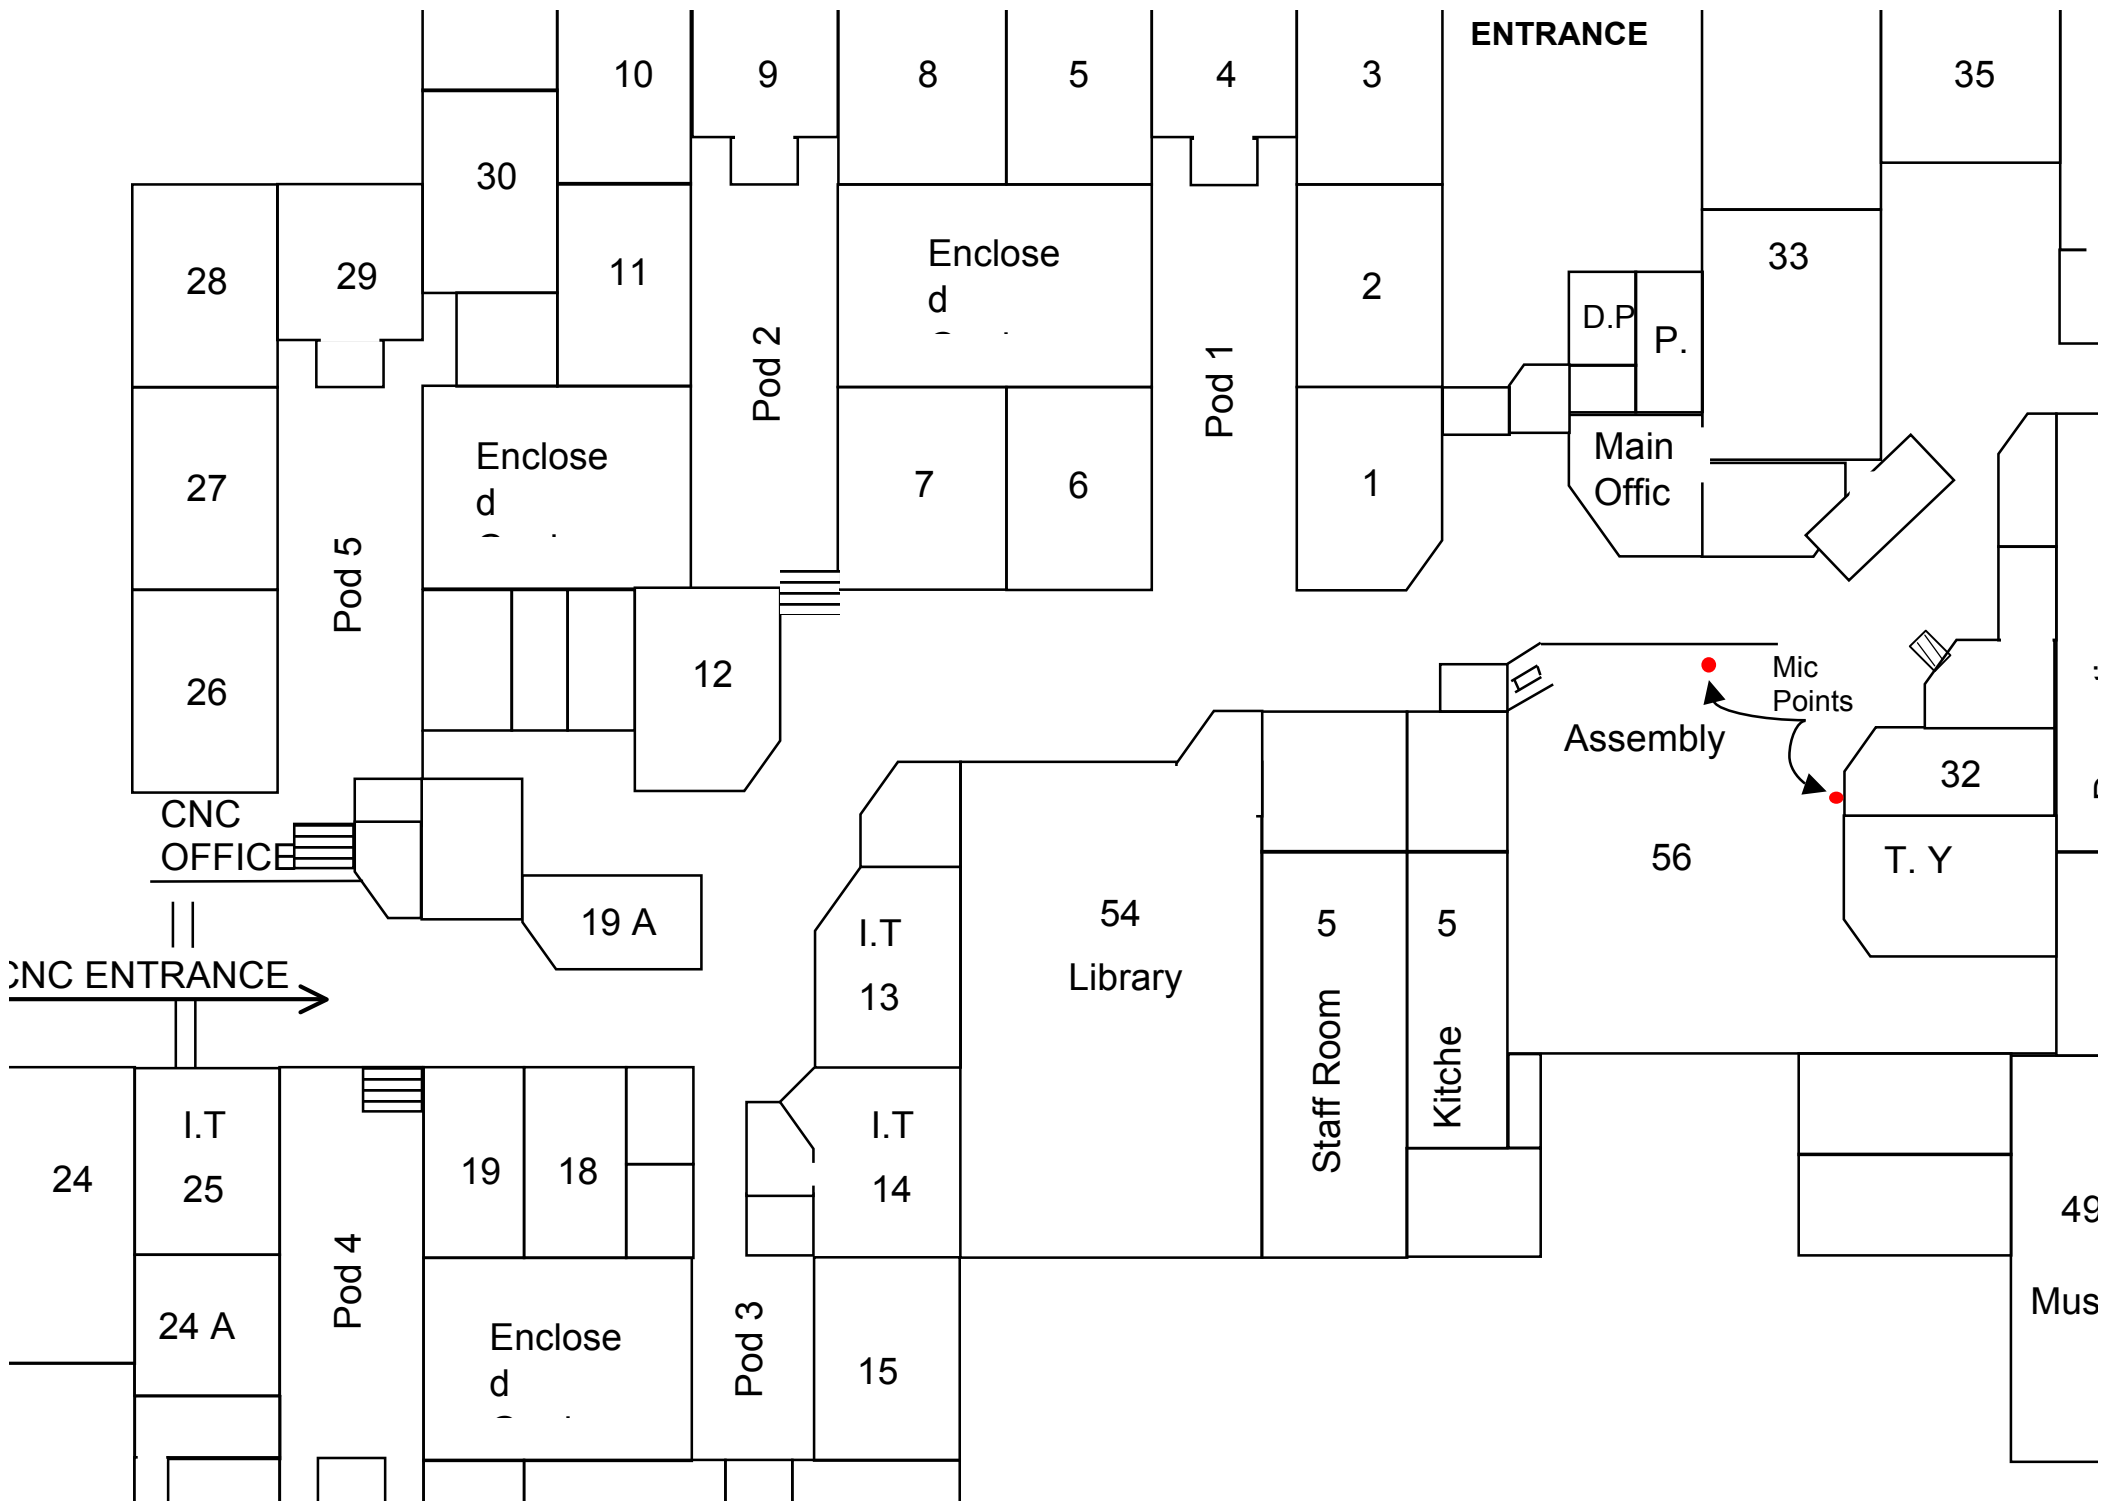 ENTRANCE
10
9
8
5
4
3
35
30
28
29
11
Enclose
d
2
33
D.P
P.
Pod 2
Pod 1
27
Enclose
d
7
6
1
Main
Offic
Pod 5
26
12
Mic
Points
Assembly
32
CNC
OFFICE
56
T. Y
19 A
I.T
13
54
Library
5
5
CNC ENTRANCE
Staff Room
Kitche
24
I.T
25
19
18
I.T
14
49
Pod 4
24 A
Enclose
d
Pod 3
15
Mus